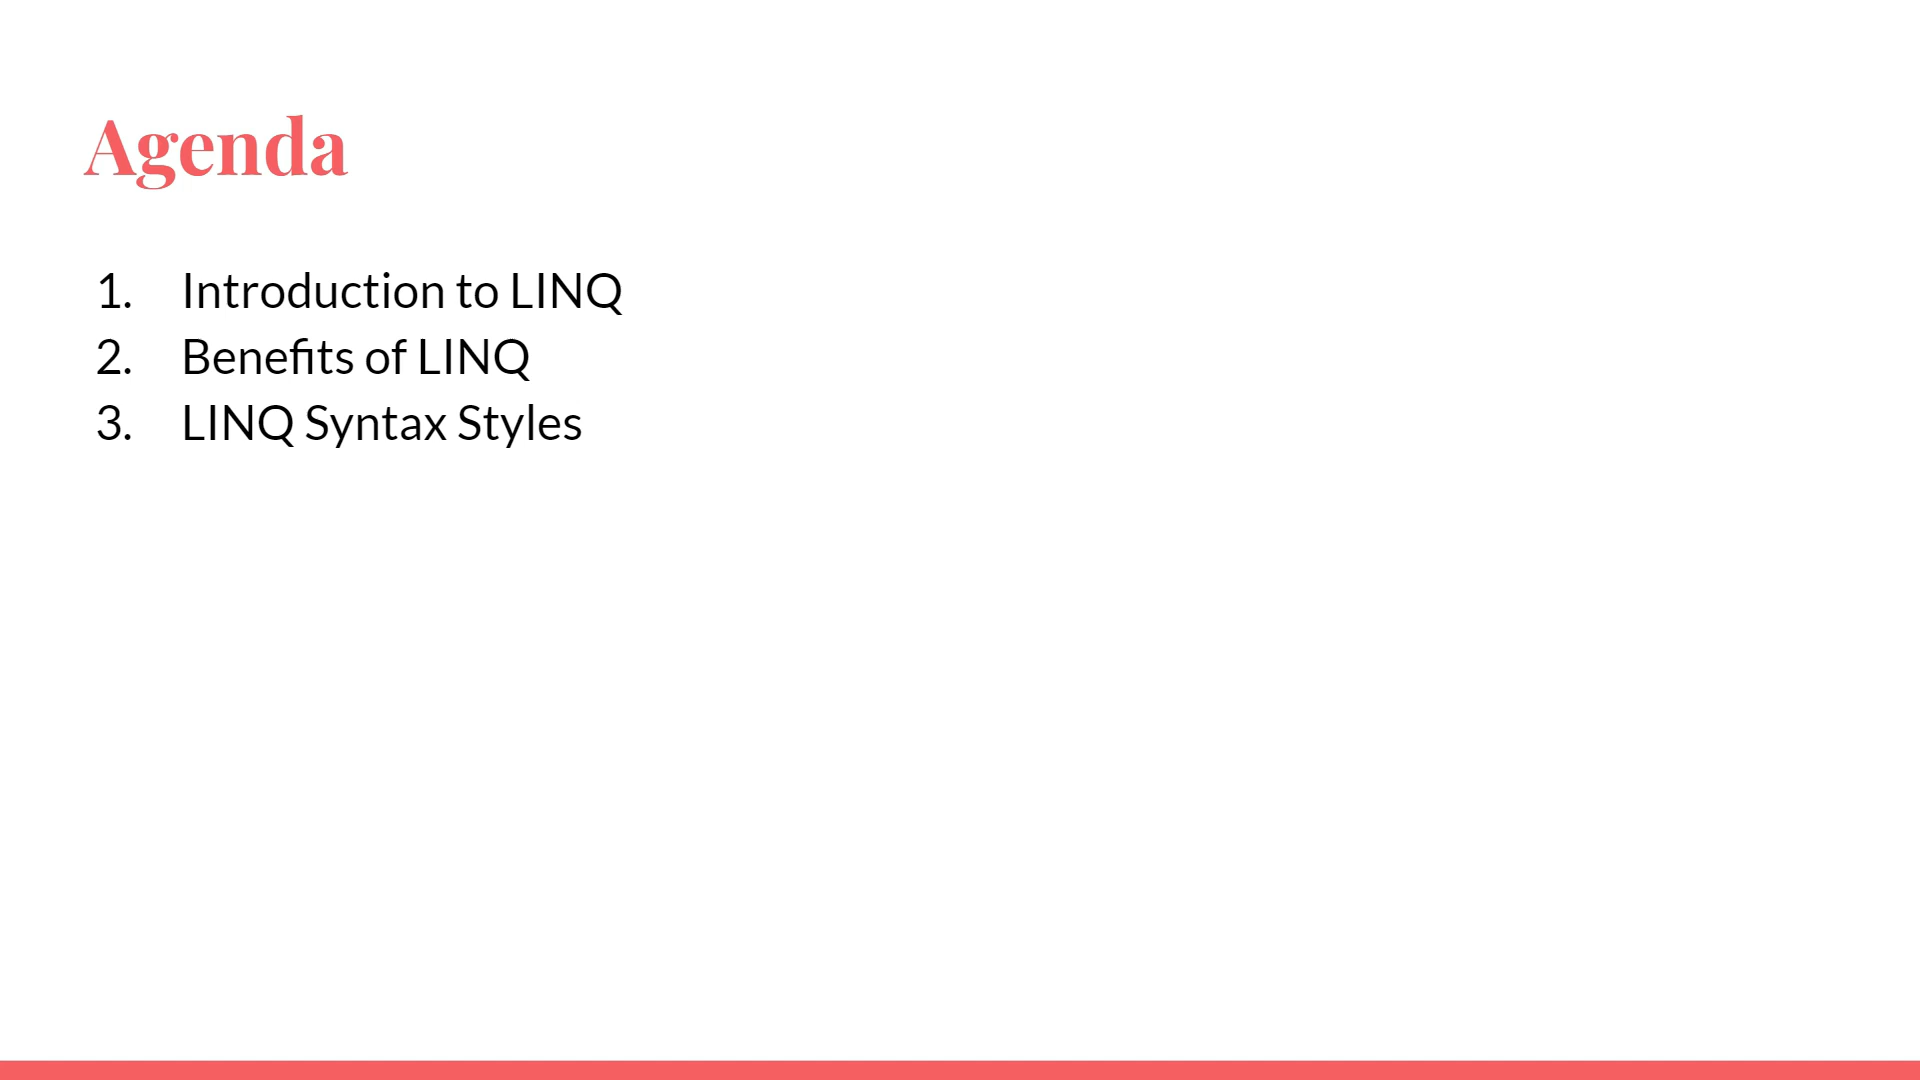 Agenda
1. Introduction to LINQ
2. Benefits of LINQ
3. LINQ Syntax Styles